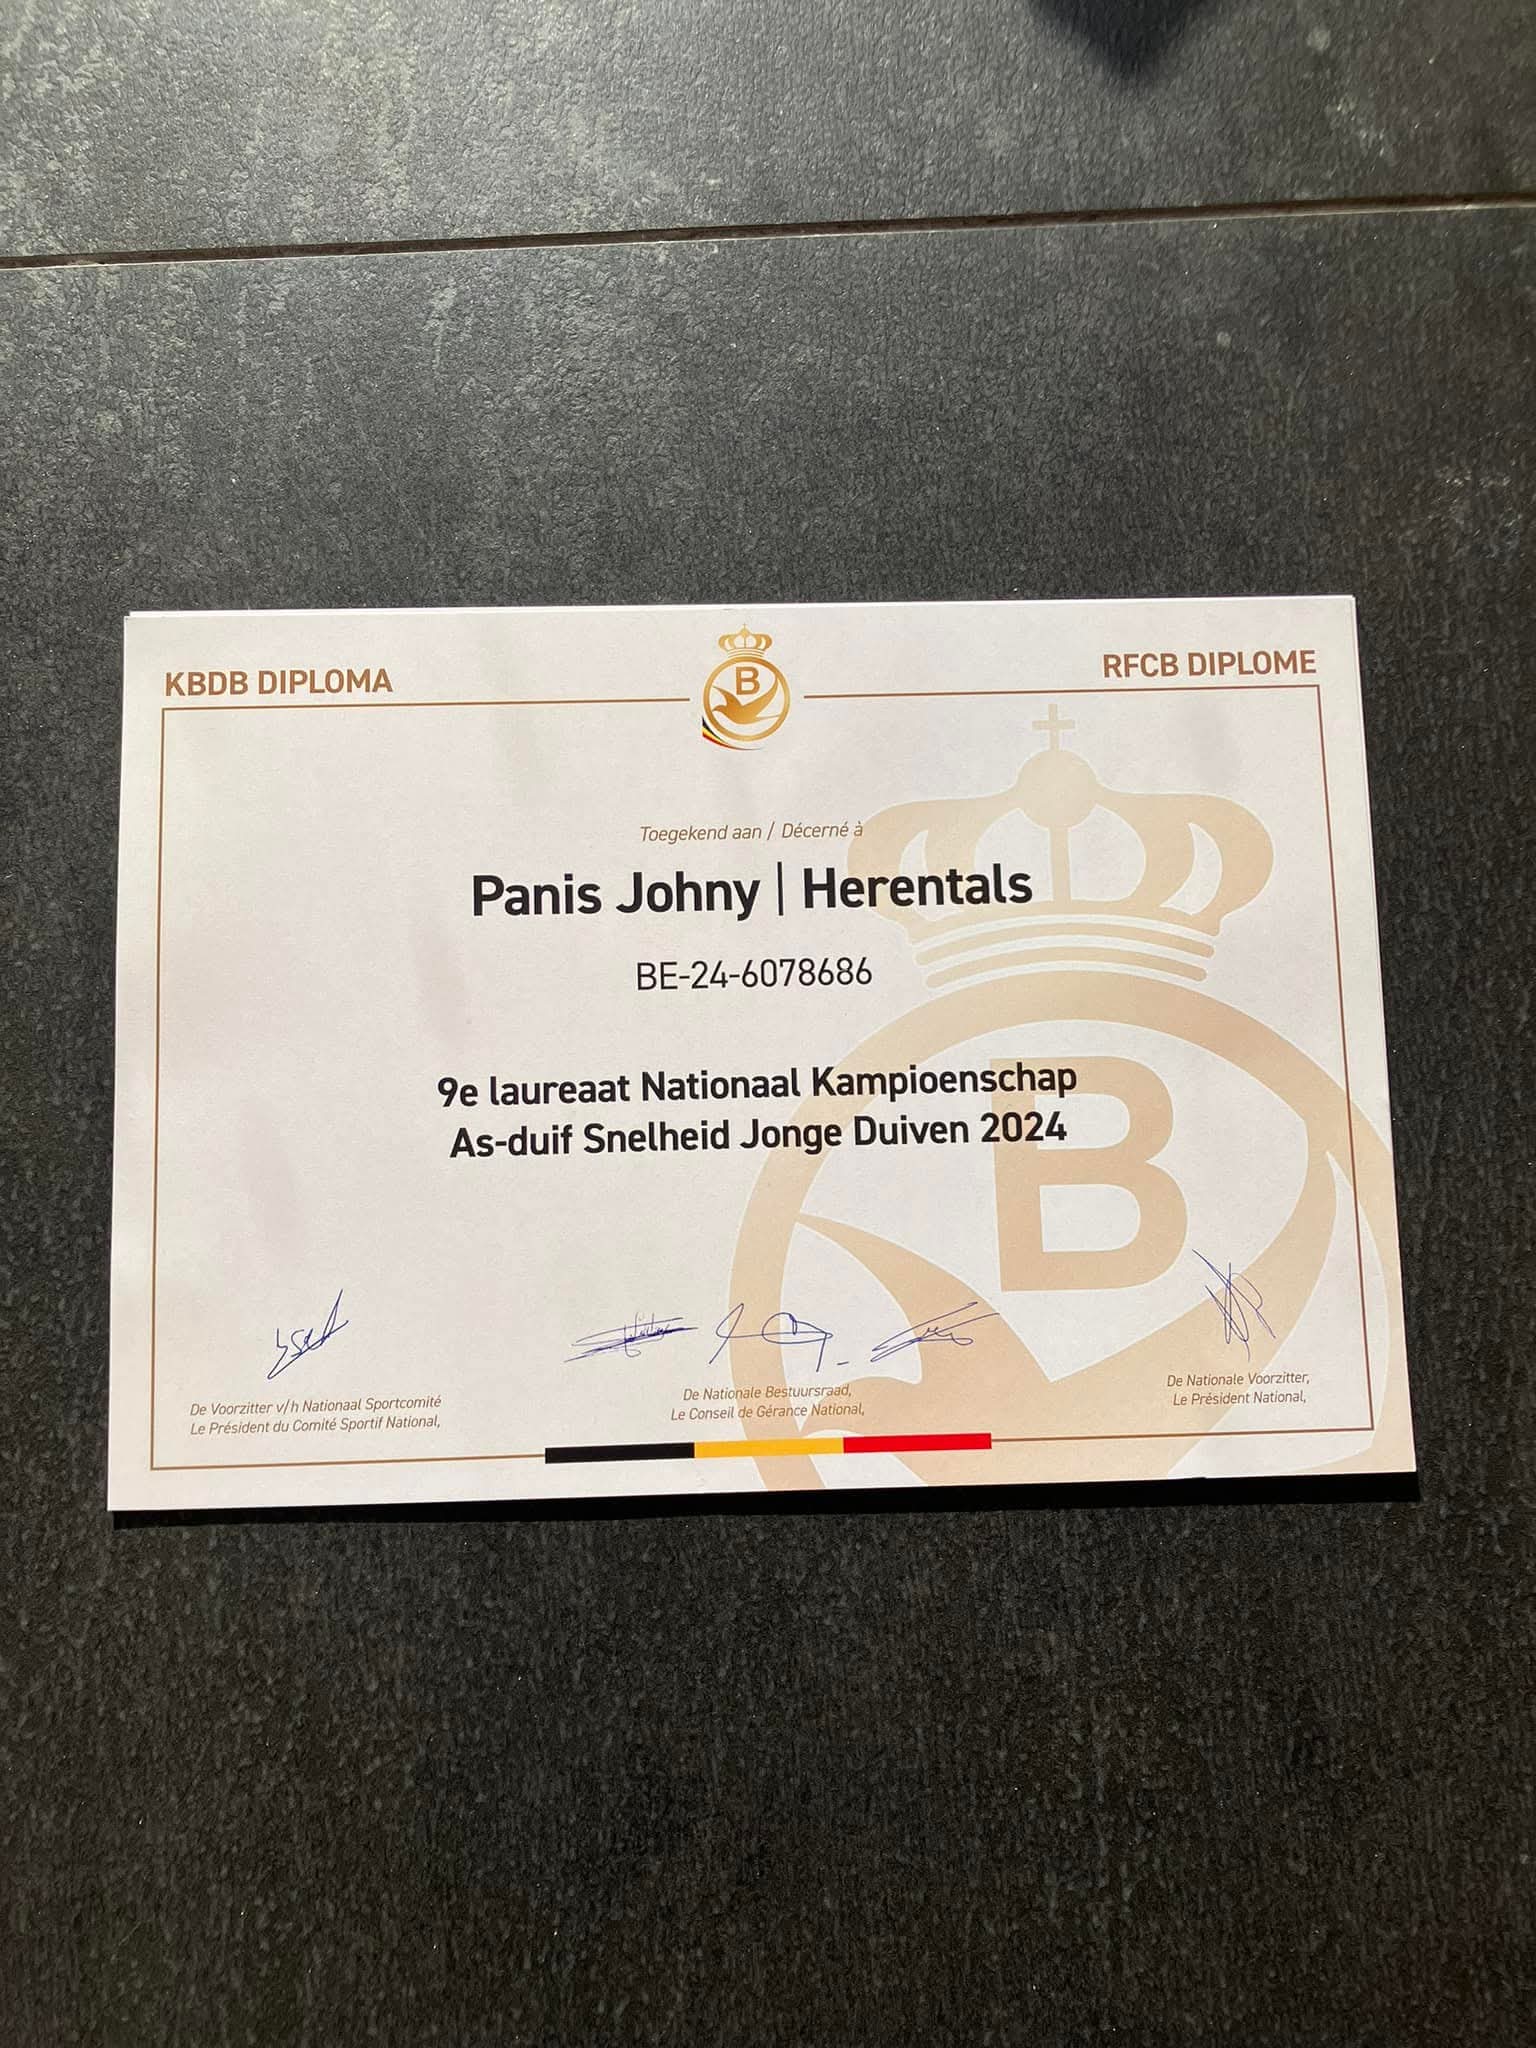 KBDB DIPLOMA
RFCB DIPLOME
B
Toegekend aan / Décerné à
Panis Johny | Herentals
BE-24-6078686
9e laureaat Nationaal Kampioenschap
As-duif Snelheid Jonge Duiven 2024
B
De Voorzitter v/h Nationaal Sportcomité
Le Président du Comité Sportif National,
De Nationale Bestuursraad,
Le Conseil de Gérance National,
De Nationale Voorzitter,
Le Président National,